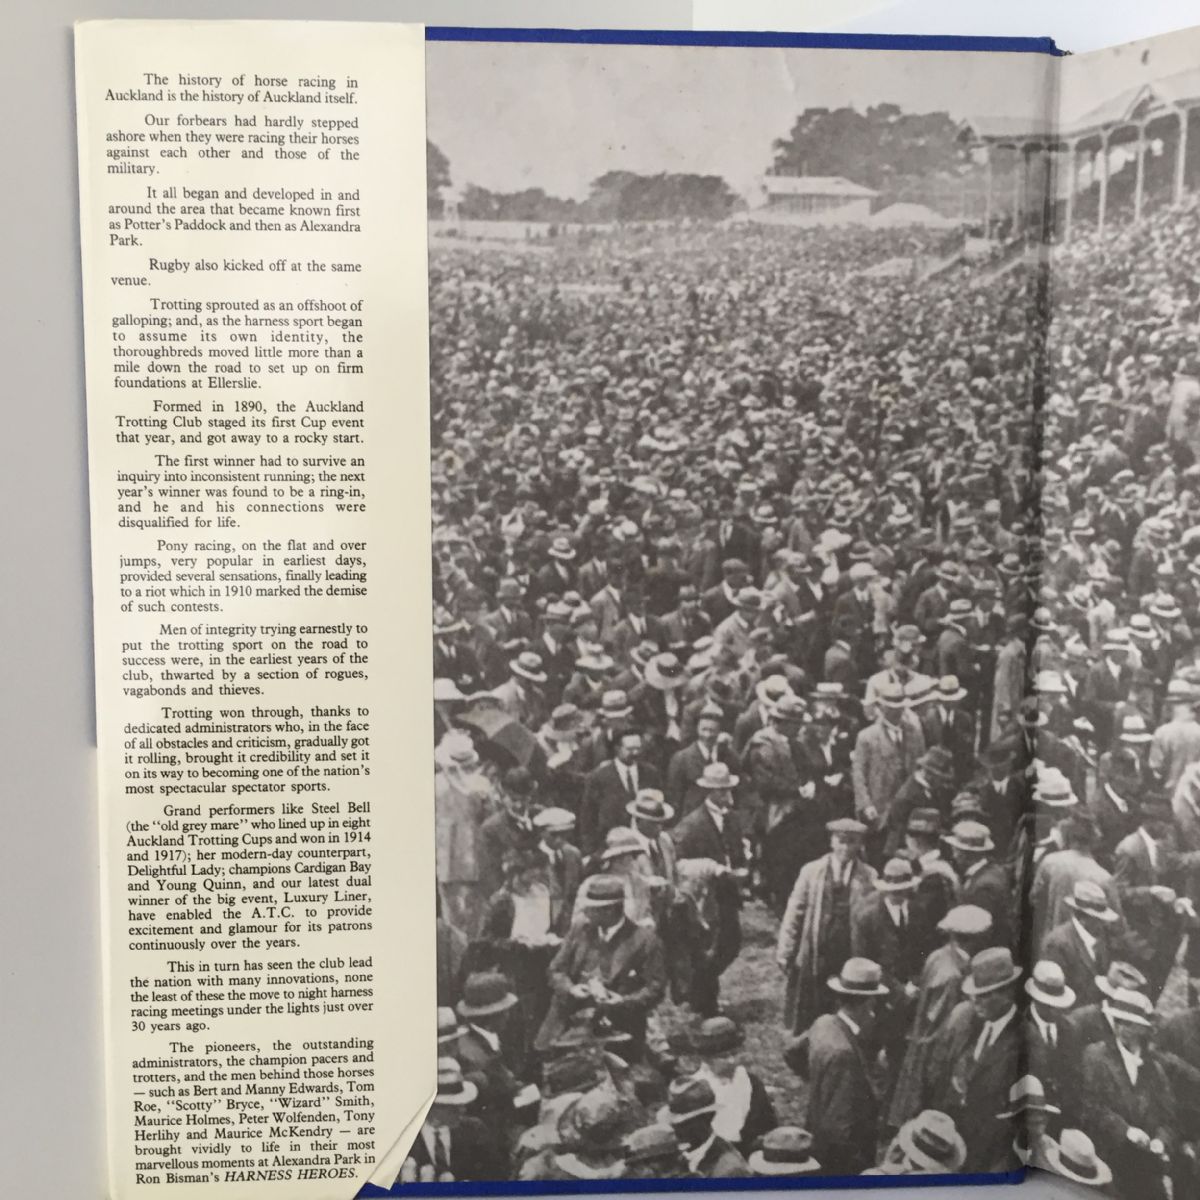 The history of horse racing in
Auckland is the history of Auckland itself.
Our forbears had hardly stepped
ashore when they were racing their horses
against each other and those of the
military.
It all began and developed in and
around the area that became known first
as Potter's Paddock and then as Alexandra
Park.
Rugby also kicked off at the same
venue.
Trotting sprouted as an offshoot of
galloping; and, as the harness sport began
to assume its own identity, the
thoroughbreds moved little more than a
mile down the road to set up on firm
foundations at Ellerslie.
Formed in 1890, the Auckland
Trotting Club staged its first Cup event
that year, and got away to a rocky start.
The first winner had to survive an
inquiry into inconsistent running; the next
year's winner was found to be a ring-in,
and he and his connections were
disqualified for life.
Pony racing, on the flat and over
jumps, very popular in earliest days,
provided several sensations, finally leading
to a riot which in 1910 marked the demise
of such contests.
Men of integrity trying earnestly to
put the trotting sport on the road to
success were, in the earliest years of the
club, thwarted by a section of rogues,
vagabonds and thieves.
Trotting won through, thanks to
dedicated administrators who, in the face
of all obstacles and criticism, gradually got
it rolling, brought it credibility and set it
on its way to becoming one of the nation's
most spectacular spectator sports.
Grand performers like Steel Bell
(the "old grey mare" who lined up in eight
Auckland Trotting Cups and won in 1914
and 1917); her modern-day counterpart,
Delightful Lady; champions Cardigan Bay
and Young Quinn, and our latest dual
winner of the big event, Luxury Liner,
have enabled the A.T.C. to provide
excitement and glamour for its patrons
continuously over the years.
This in turn has seen the club lead
the nation with many innovations, none
the least of these the move to night harness
racing meetings under the lights just over
30 years ago.
The pioneers, the outstanding
administrators, the champion pacers and
trotters, and the men behind those horses
— such as Bert and Manny Edwards, Tom
Roe, "Scotty" Bryce, "Wizard" Smith,
Maurice Holmes, Peter Wolfenden, Tony
Herlihy and Maurice McKendry — are
brought vividly to life in their most
marvellous moments at Alexandra Park in
Ron Bisman's HARNESS HEROES.